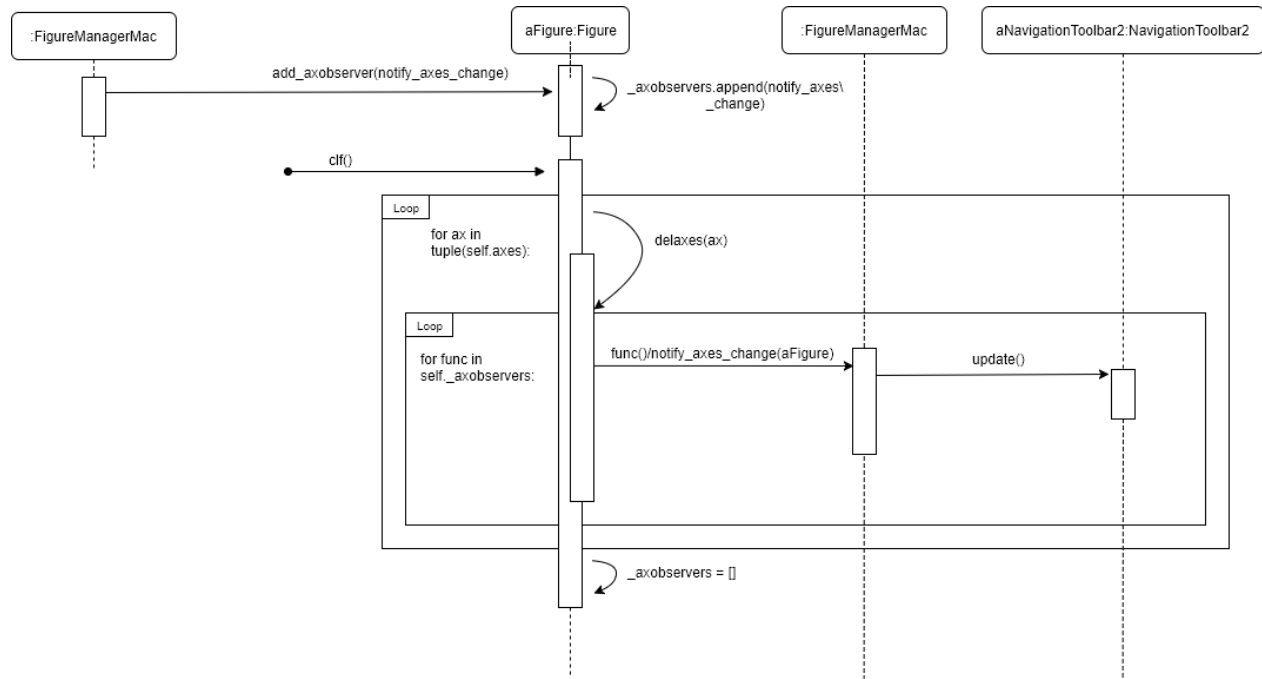 :FigureManagerMac
aFigure:Figure
:FigureManagerMac
aNavigationToolbar2:NavigationToolbar2
add_axobserver(notify_axes_change)
_axobservers.append(notify_axes\
_change)
clf()
Loop
for ax in
tuple(self.axes):
delaxes(ax)
Loop
for func in
self._axobservers:
func()/notify_axes_change(aFigure)
update()
_axobservers = []